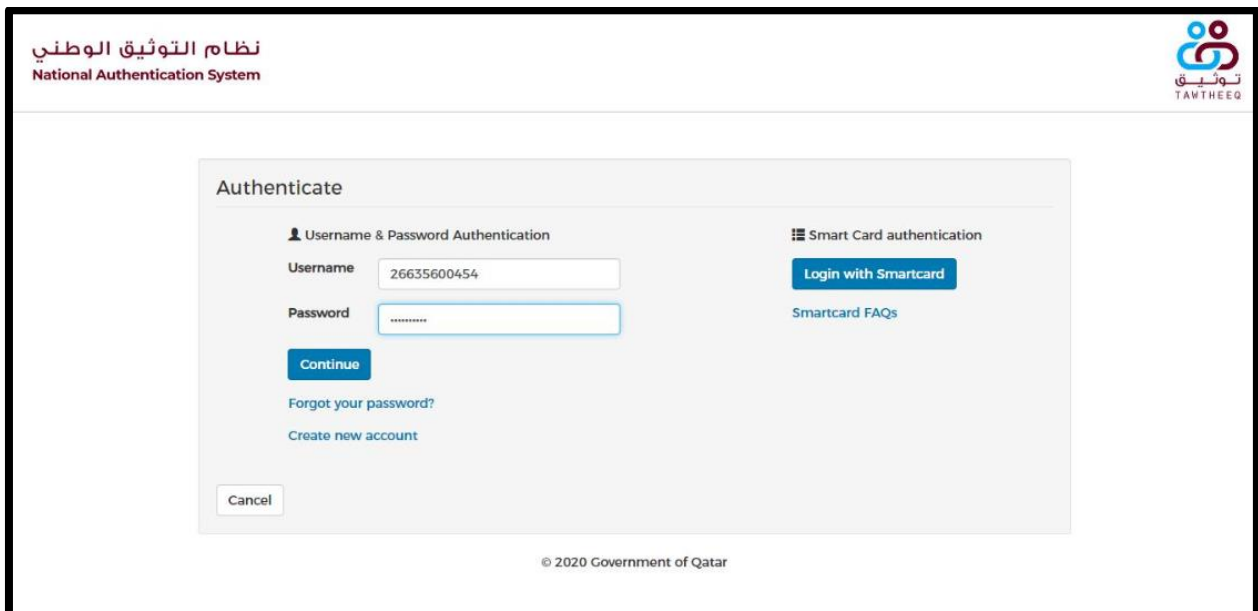 نظام التوثيق الوطني
National Authentication System
تـوثـيــق
TAWTHEEQ
Authenticate
Username & Password Authentication
Username 26635600454
Password ••••••••••
Continue
Forgot your password?
Create new account
Smart Card authentication
Login with Smartcard
Smartcard FAQs
Cancel
© 2020 Government of Qatar